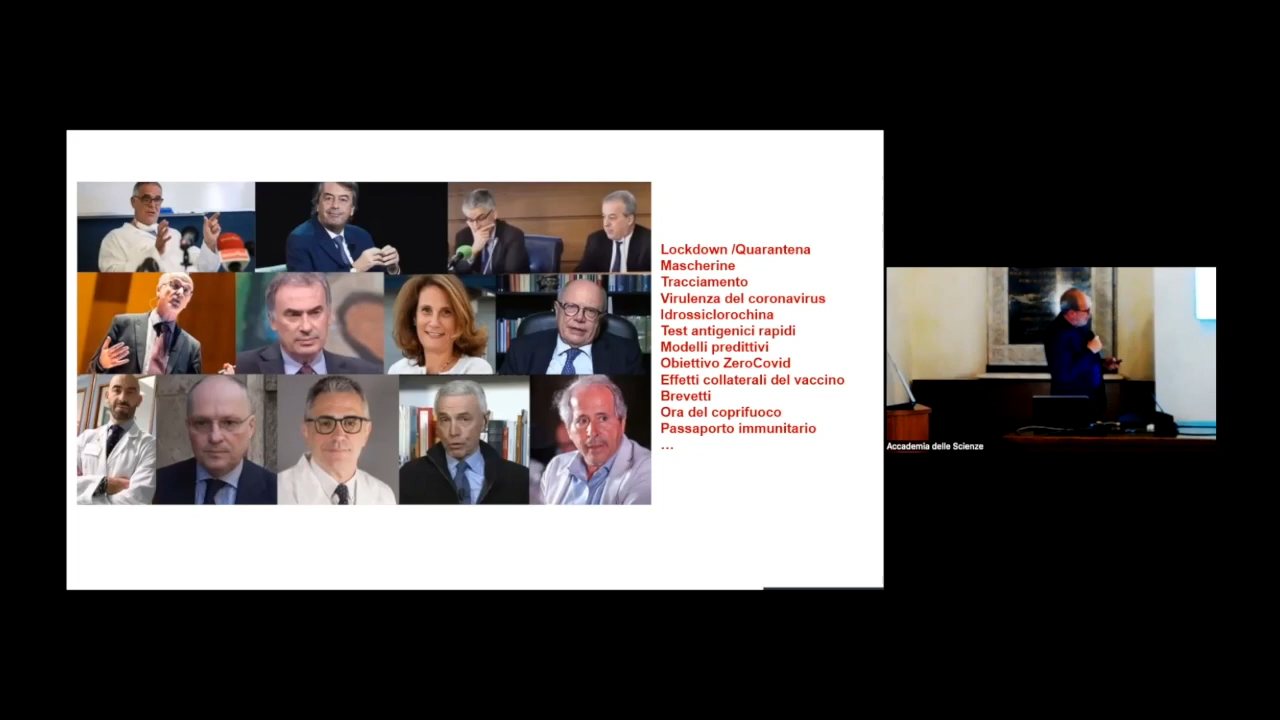 Lockdown /Quarantena
Mascherine
Tracciamento
Virulenza del coronavirus
Idrossiclorochina
Test antigenici rapidi
Modelli predittivi
Obiettivo ZeroCovid
Effetti collaterali del vaccino
Brevetti
Ora del coprifuoco
Passaporto immunitario
...
Accademia delle Scienze